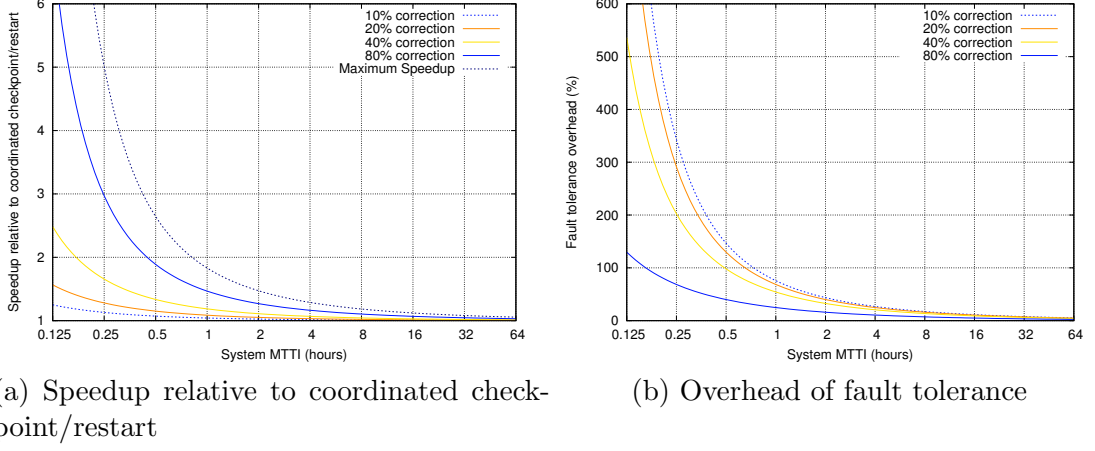 Speedup relative to coordinated checkpoint/restart
6
5
4
3
2
1
0.125
0.25
0.5
1
2
4
8
16
32
64
System MTTI (hours)
10% correction
20% correction
40% correction
80% correction
Maximum Speedup
Fault tolerance overhead (%)
600
500
400
300
200
100
0
0.125
0.25
0.5
1
2
4
8
16
32
64
System MTTI (hours)
10% correction
20% correction
40% correction
80% correction
(a) Speedup relative to coordinated check-
point/restart
(b) Overhead of fault tolerance